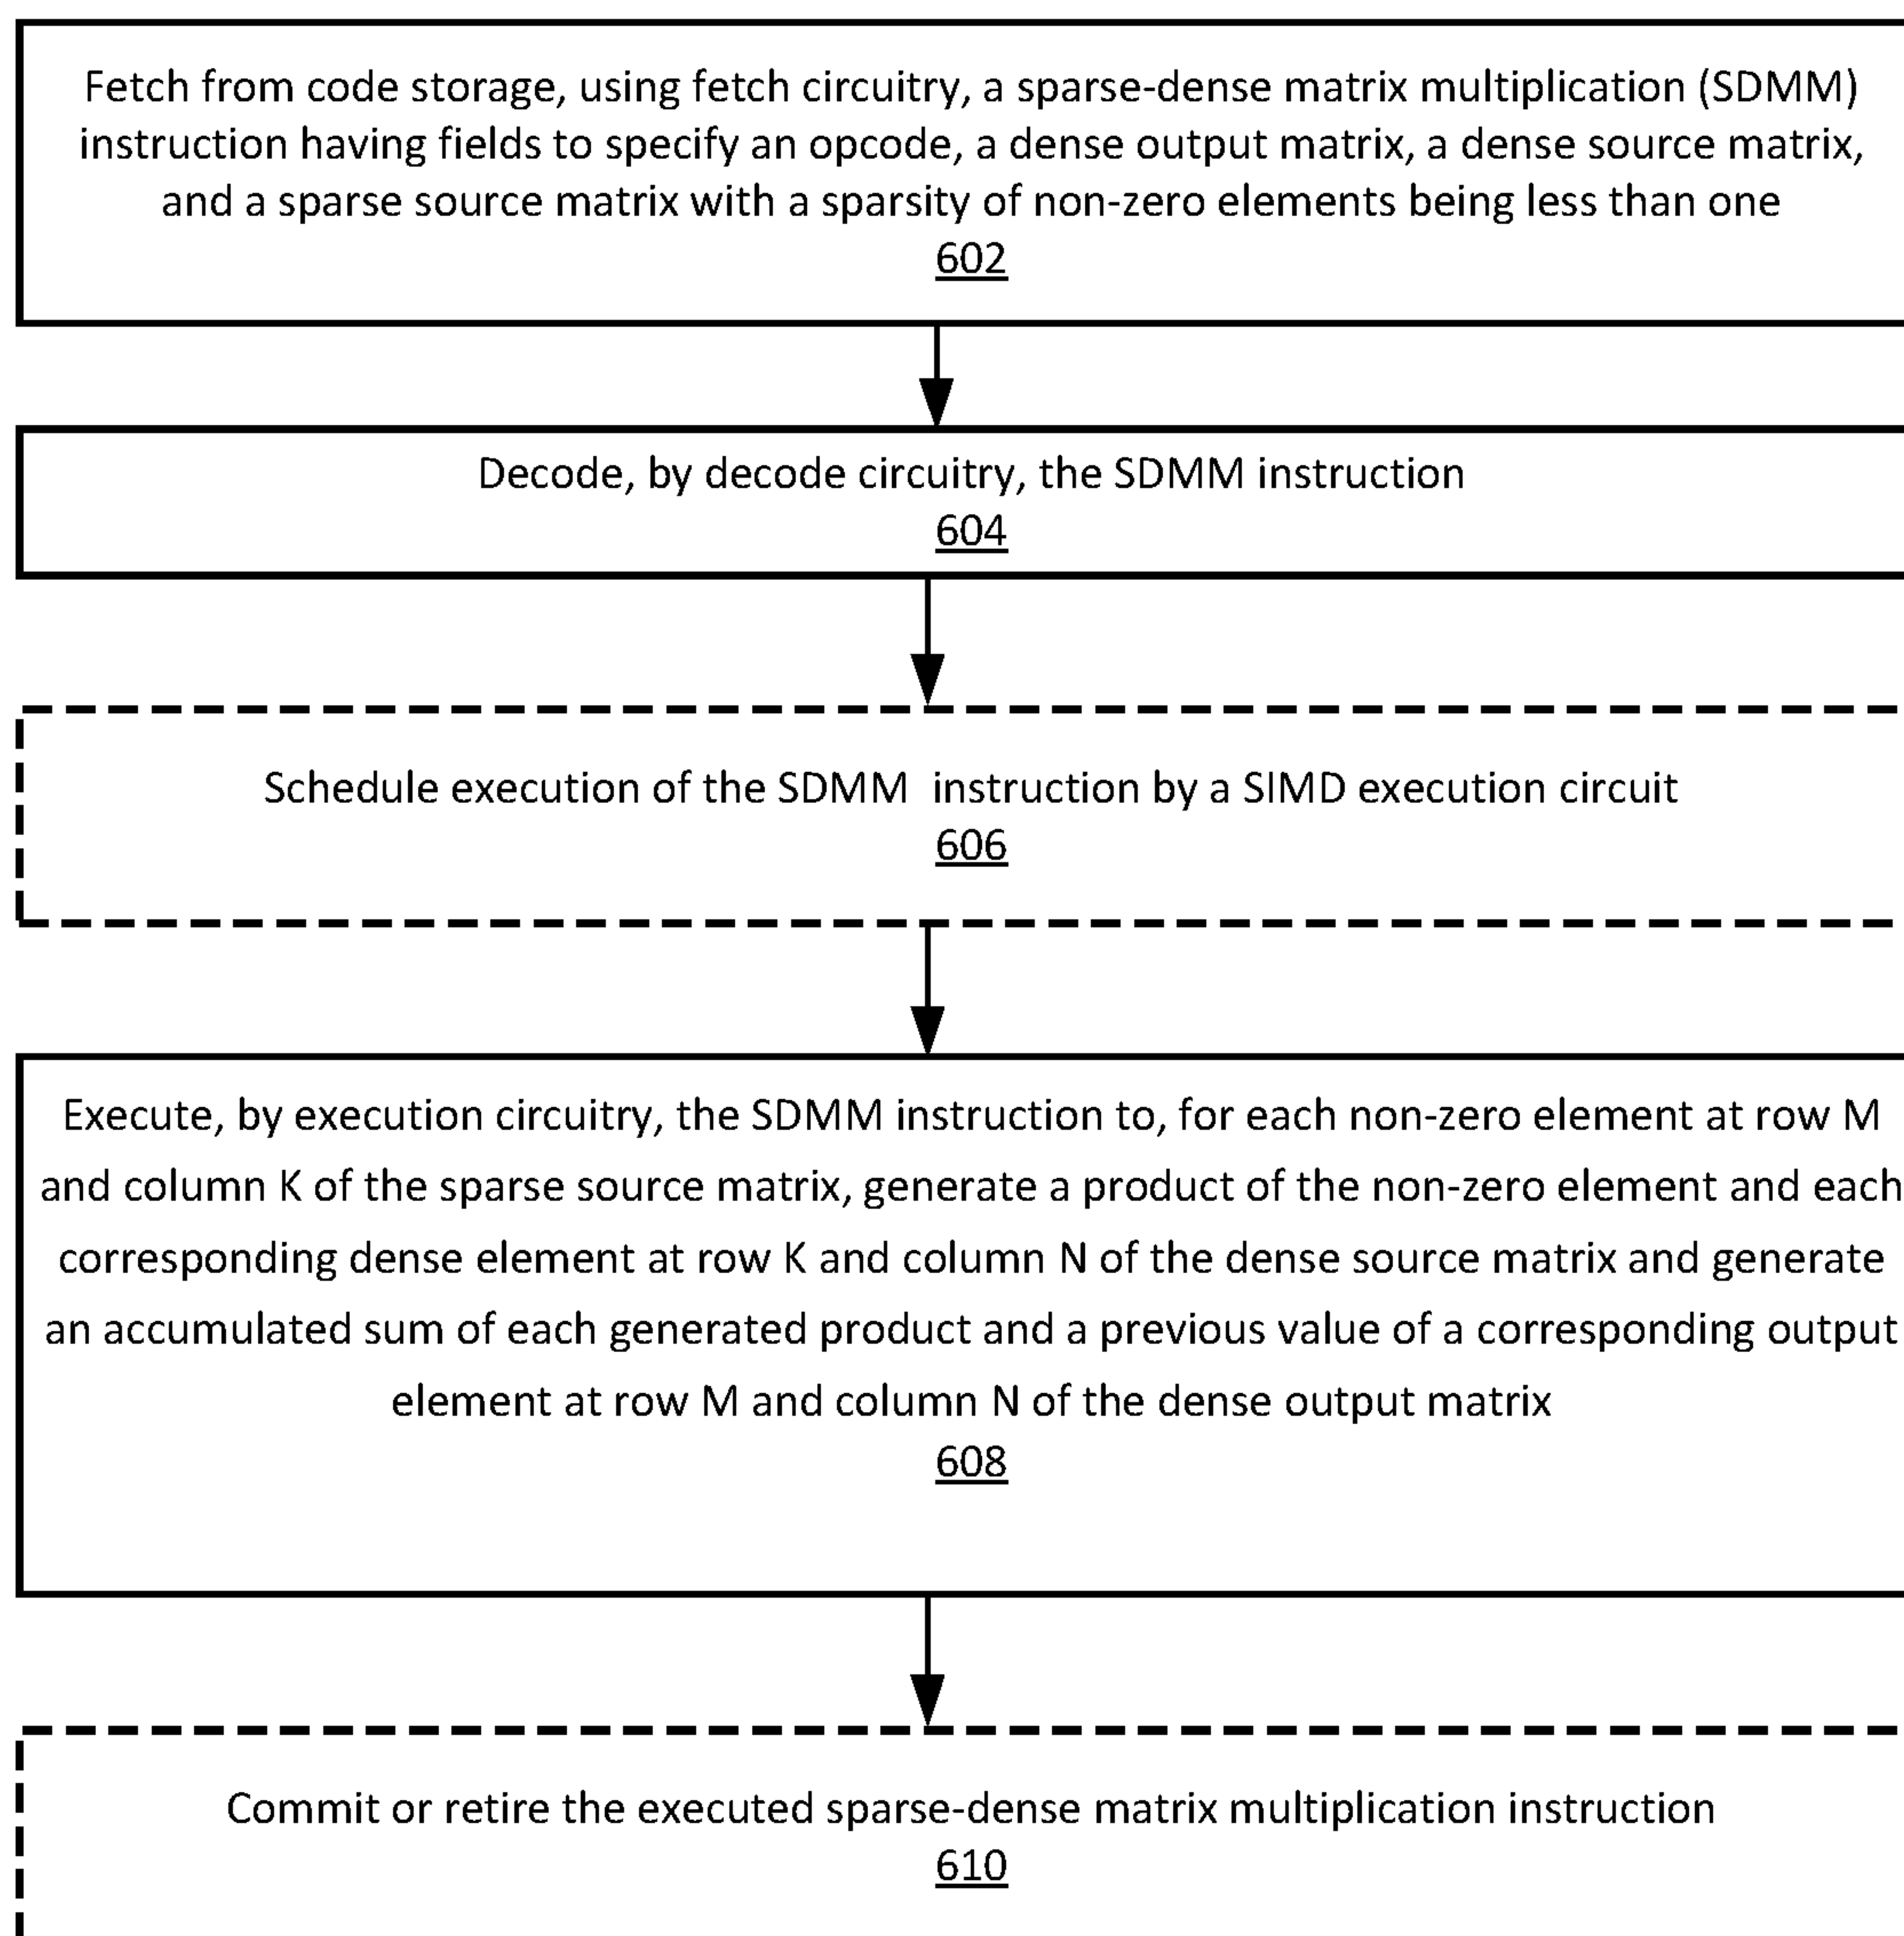 Fetch from code storage, using fetch circuitry, a sparse-dense matrix multiplication (SDMM)
instruction having fields to specify an opcode, a dense output matrix, a dense source matrix,
and a sparse source matrix with a sparsity of non-zero elements being less than one
602
Decode, by decode circuitry, the SDMM instruction
604
Schedule execution of the SDMM instruction by a SIMD execution circuit
606
Execute, by execution circuitry, the SDMM instruction to, for each non-zero element at row M
and column K of the sparse source matrix, generate a product of the non-zero element and each
corresponding dense element at row K and column N of the dense source matrix and generate
an accumulated sum of each generated product and a previous value of a corresponding output
element at row M and column N of the dense output matrix
608
Commit or retire the executed sparse-dense matrix multiplication instruction
610